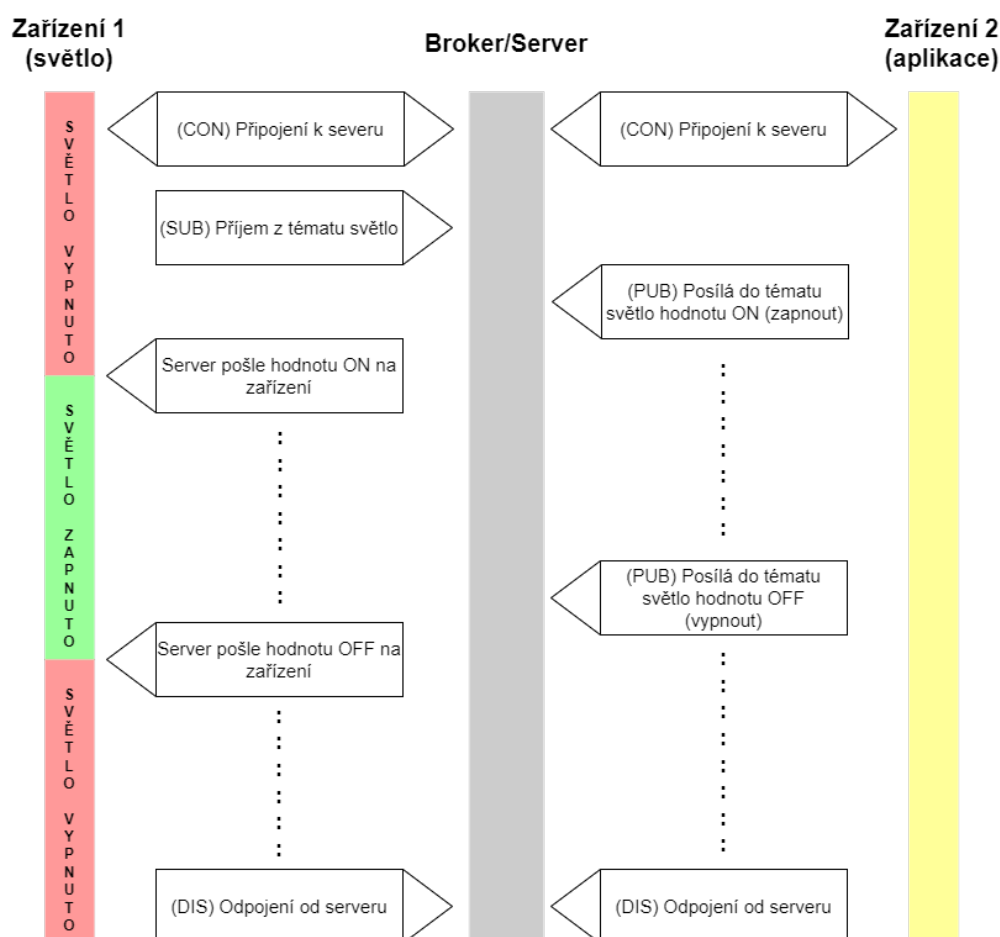 Zařízení 1
(světlo)
Broker/Server
Zařízení 2
(aplikace)
SVĚTLO VYPNUTO
(CON) Připojení k severu
(CON) Připojení k severu
(SUB) Příjem z tématu světlo
(PUB) Posílá do tématu
světlo hodnotu ON (zapnout)
Server pošle hodnotu ON na
zařízení
SVĚTLO ZAPNUTO
(PUB) Posílá do tématu
světlo hodnotu OFF
(vypnout)
Server pošle hodnotu OFF na
zařízení
SVĚTLO VYPNUTO
(DIS) Odpojení od serveru
(DIS) Odpojení od serveru